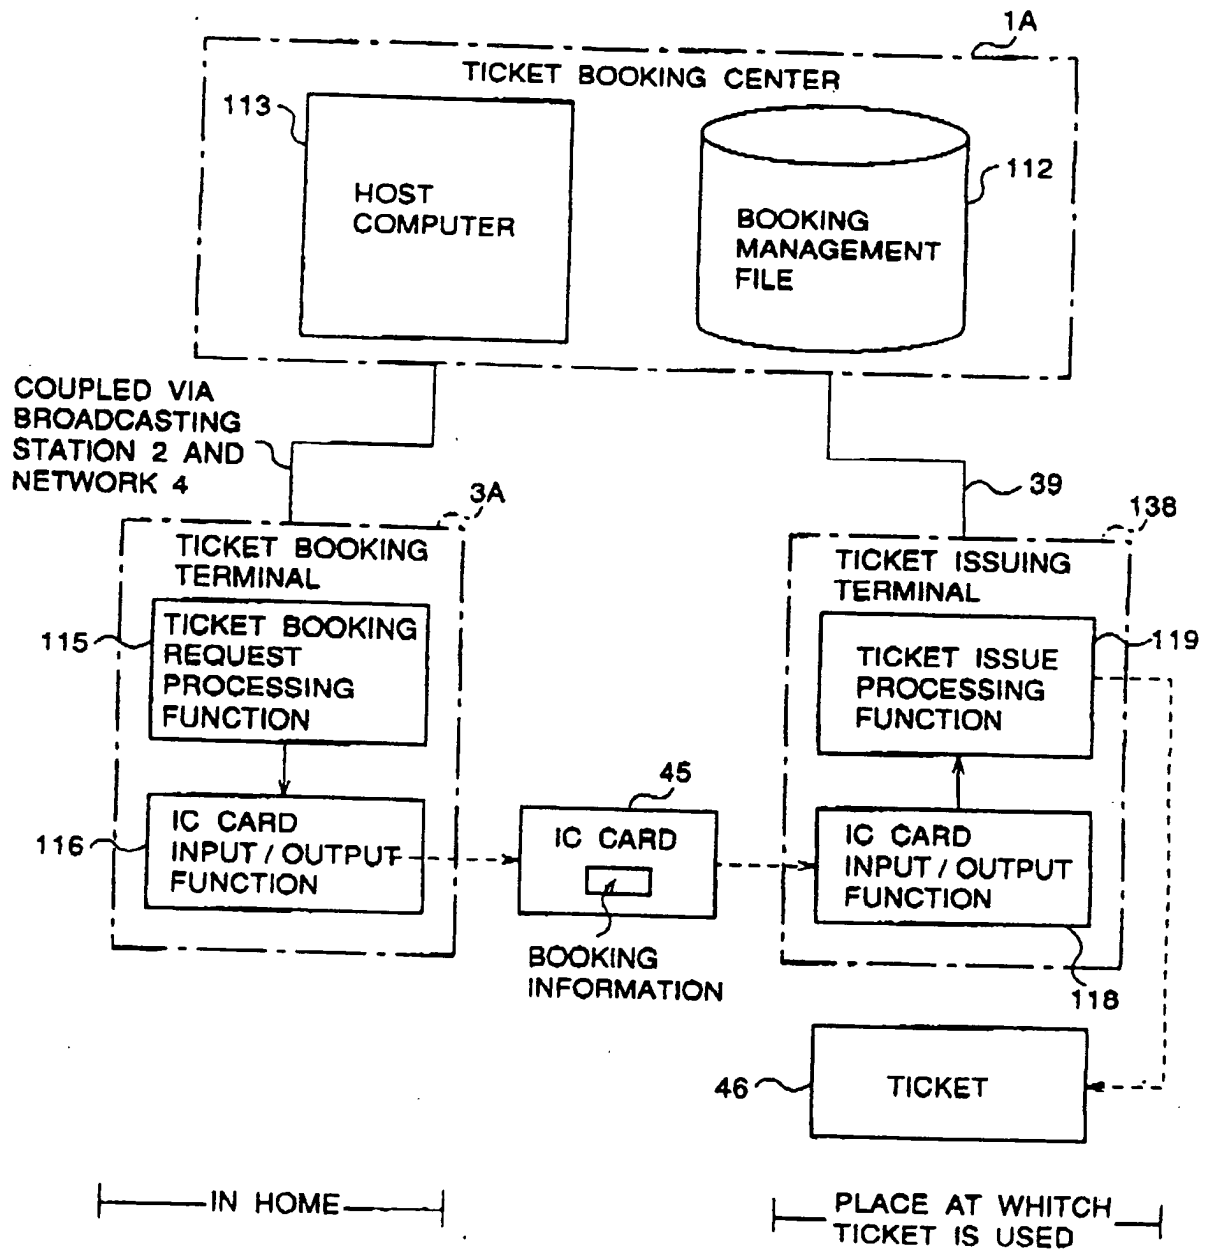 1A
TICKET BOOKING CENTER
113
HOST
COMPUTER
112
BOOKING
MANAGEMENT
FILE
COUPLED VIA
BROADCASTING
STATION 2 AND
NETWORK 4
39
3A
138
TICKET BOOKING
TERMINAL
TICKET ISSUING
TERMINAL
115
TICKET BOOKING
REQUEST
PROCESSING
FUNCTION
119
TICKET ISSUE
PROCESSING
FUNCTION
116
IC CARD
INPUT / OUTPUT
FUNCTION
45
IC CARD
BOOKING
INFORMATION
IC CARD
INPUT / OUTPUT
FUNCTION
118
46
TICKET
IN HOME
PLACE AT WHITCH
TICKET IS USED